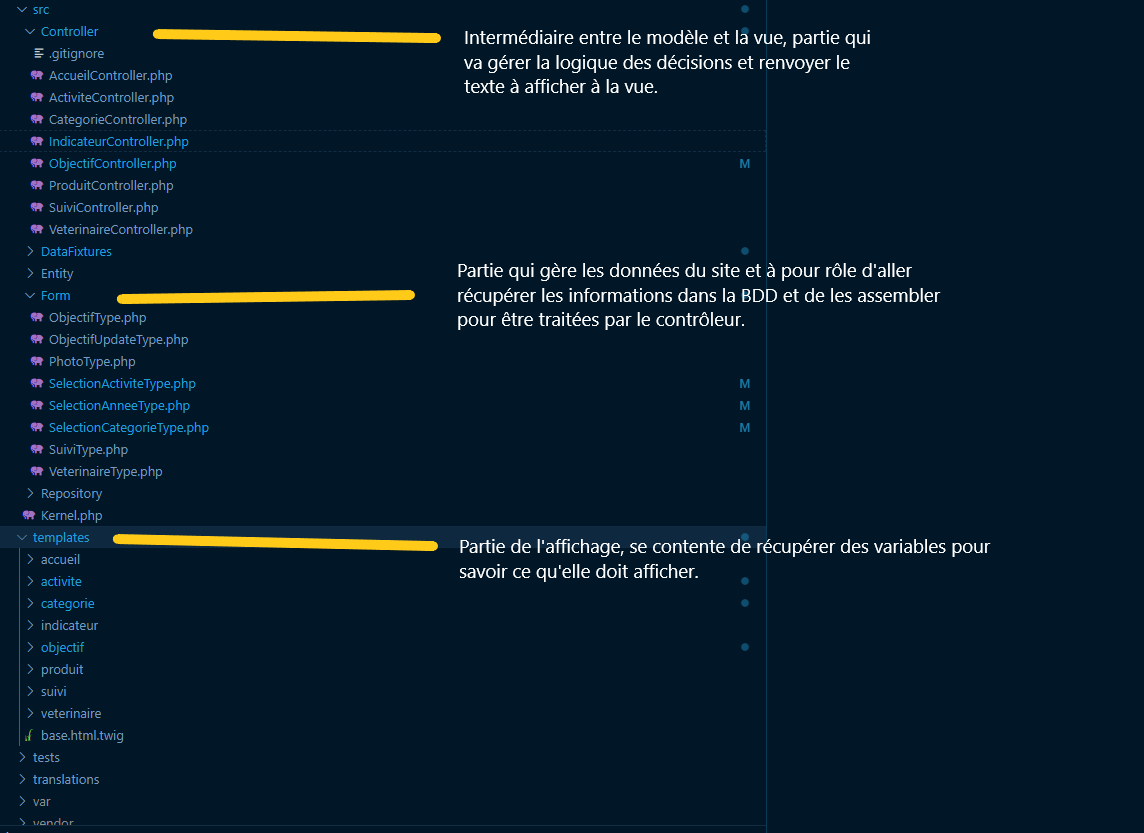 src
Controller
Intermédiaire entre le modèle et la vue, partie qui
va gérer la logique des décisions et renvoyer le
texte à afficher à la vue.
.gitignore
AccueilController.php
ActiviteController.php
CategorieController.php
IndicateurController.php
ObjectifController.php M
ProduitController.php
SuiviController.php
VeterinaireController.php
DataFixtures
Entity
Form
Partie qui gère les données du site et à pour rôle d'aller
récupérer les informations dans la BDD et de les assembler
pour être traitées par le contrôleur.
ObjectifType.php
ObjectifUpdateType.php
PhotoType.php
SelectionActiviteType.php M
SelectionAnneeType.php M
SelectionCategorieType.php M
SuiviType.php
VeterinaireType.php
Repository
Kernel.php
templates
Partie de l'affichage, se contente de récupérer des variables pour
savoir ce qu'elle doit afficher.
accueil
activite
categorie
indicateur
objectif
produit
suivi
veterinaire
base.html.twig
tests
translations
var
vendor